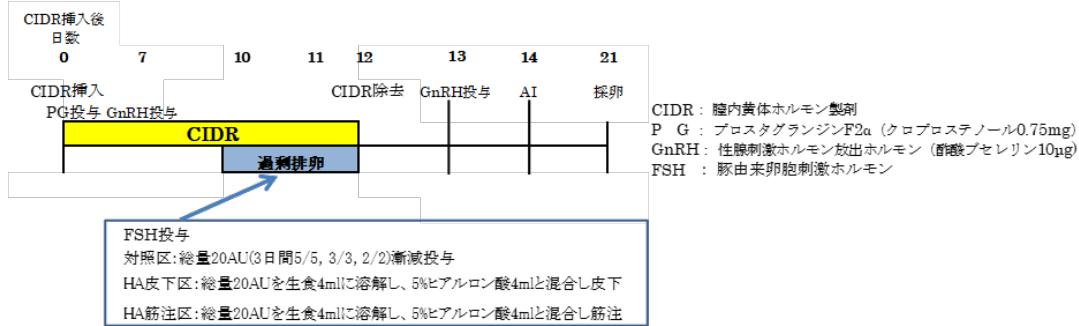 CIDR挿入後
日数
0 7 10 11 12 13 14 21
CIDR挿入 CIDR除去 GnRH投与 AI 採卵
PG投与 GnRH投与
CIDR
過剰排卵
CIDR： 膣内黄体ホルモン製剤
P G ： プロスタグランジンF2α（クロプロステノール0.75mg）
GnRH： 性腺刺激ホルモン放出ホルモン（酢酸ブセレリン10μg）
FSH ： 豚由来卵胞刺激ホルモン
FSH投与
対照区：総量20AU(3日間5/5, 3/3, 2/2)漸減投与
HA皮下区：総量20AUを生食4mlに溶解し、5%ヒアルロン酸4mlと混合し皮下
HA筋注区：総量20AUを生食4mlに溶解し、5%ヒアルロン酸4mlと混合し筋注